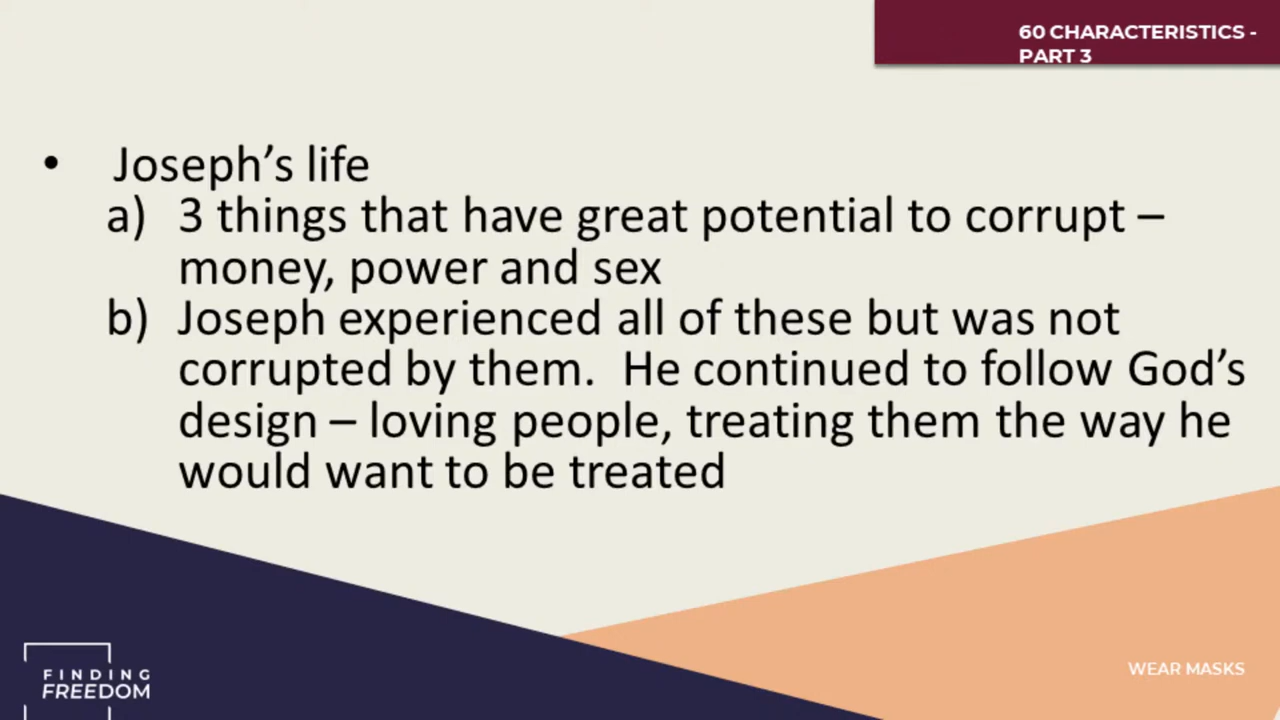 60 CHARACTERISTICS -
PART 3
• Joseph’s life
a) 3 things that have great potential to corrupt –
money, power and sex
b) Joseph experienced all of these but was not
corrupted by them.  He continued to follow God’s
design – loving people, treating them the way he
would want to be treated
FINDING
FREEDOM
WEAR MASKS